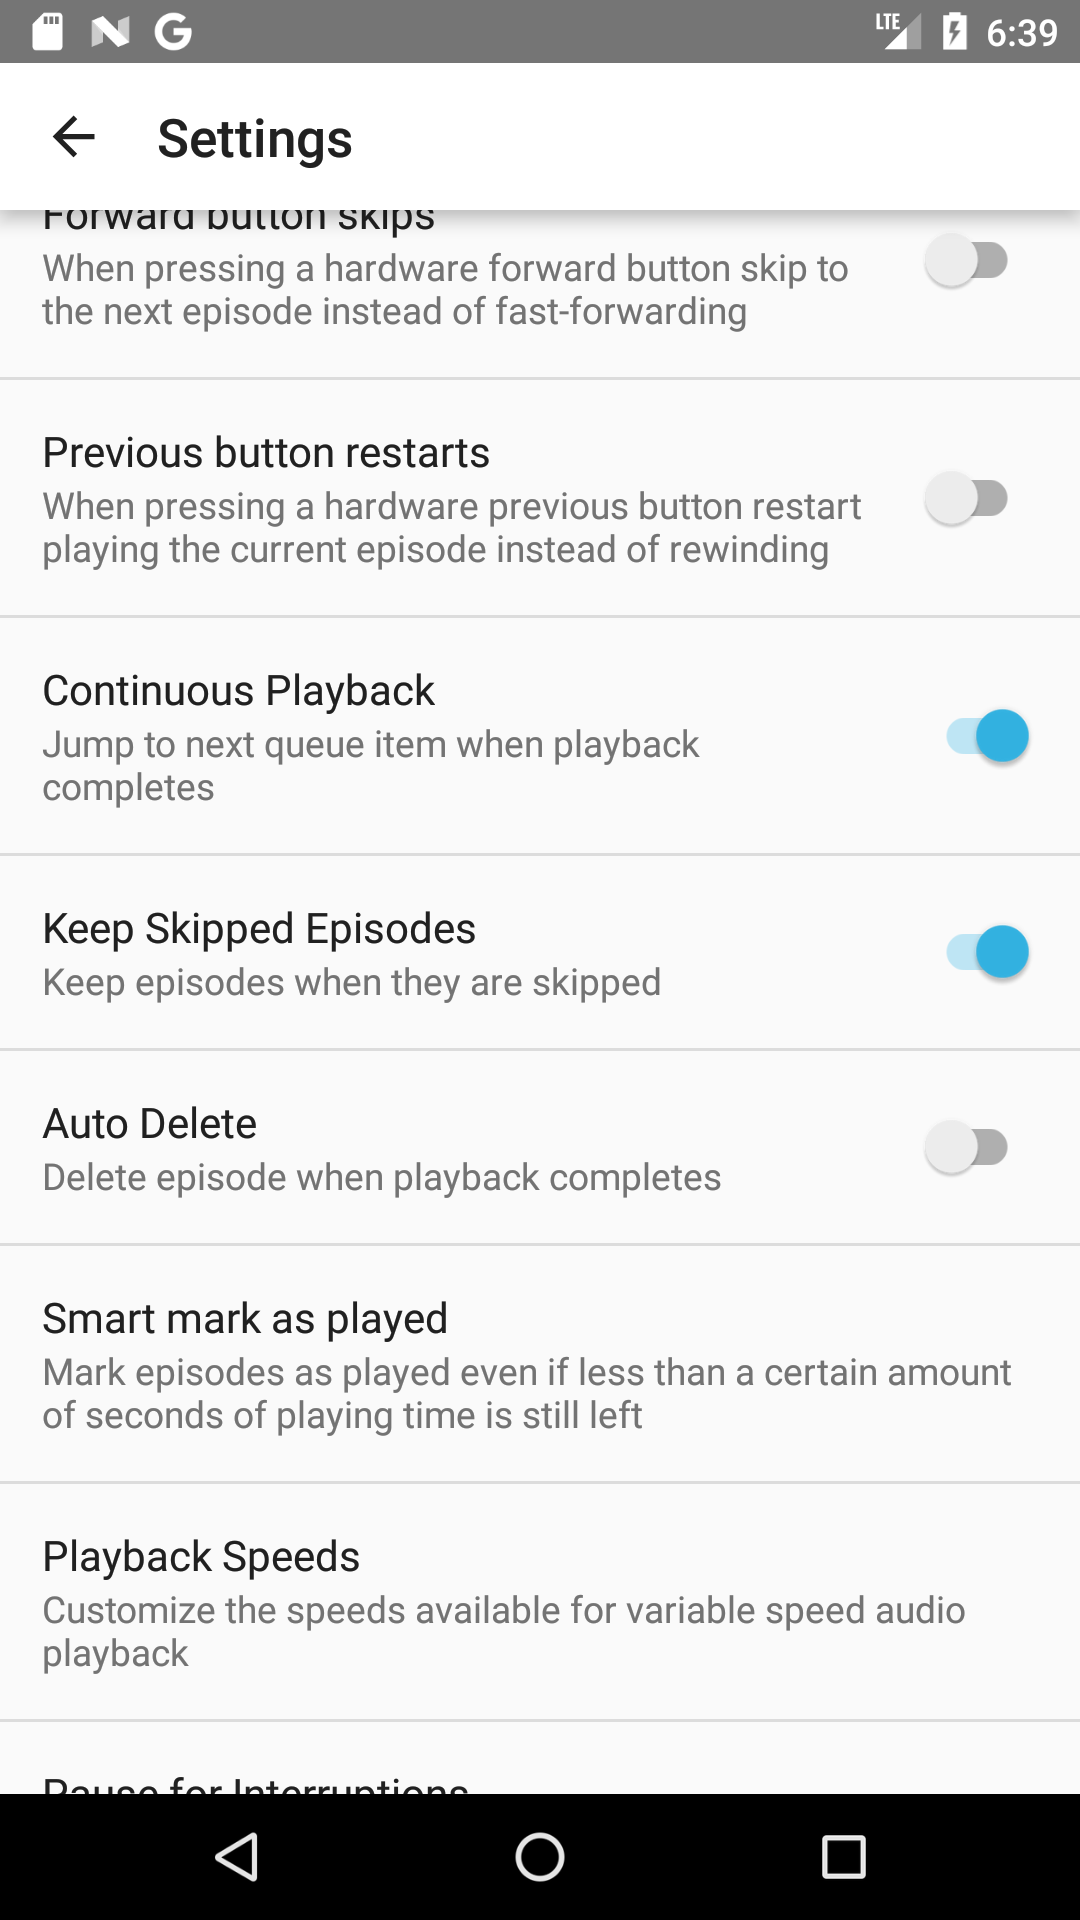 LTE 6:39
Settings
Forward button skips
When pressing a hardware forward button skip to
the next episode instead of fast-forwarding
Previous button restarts
When pressing a hardware previous button restart
playing the current episode instead of rewinding
Continuous Playback
Jump to next queue item when playback
completes
Keep Skipped Episodes
Keep episodes when they are skipped
Auto Delete
Delete episode when playback completes
Smart mark as played
Mark episodes as played even if less than a certain amount
of seconds of playing time is still left
Playback Speeds
Customize the speeds available for variable speed audio
playback
Pause for Interruptions